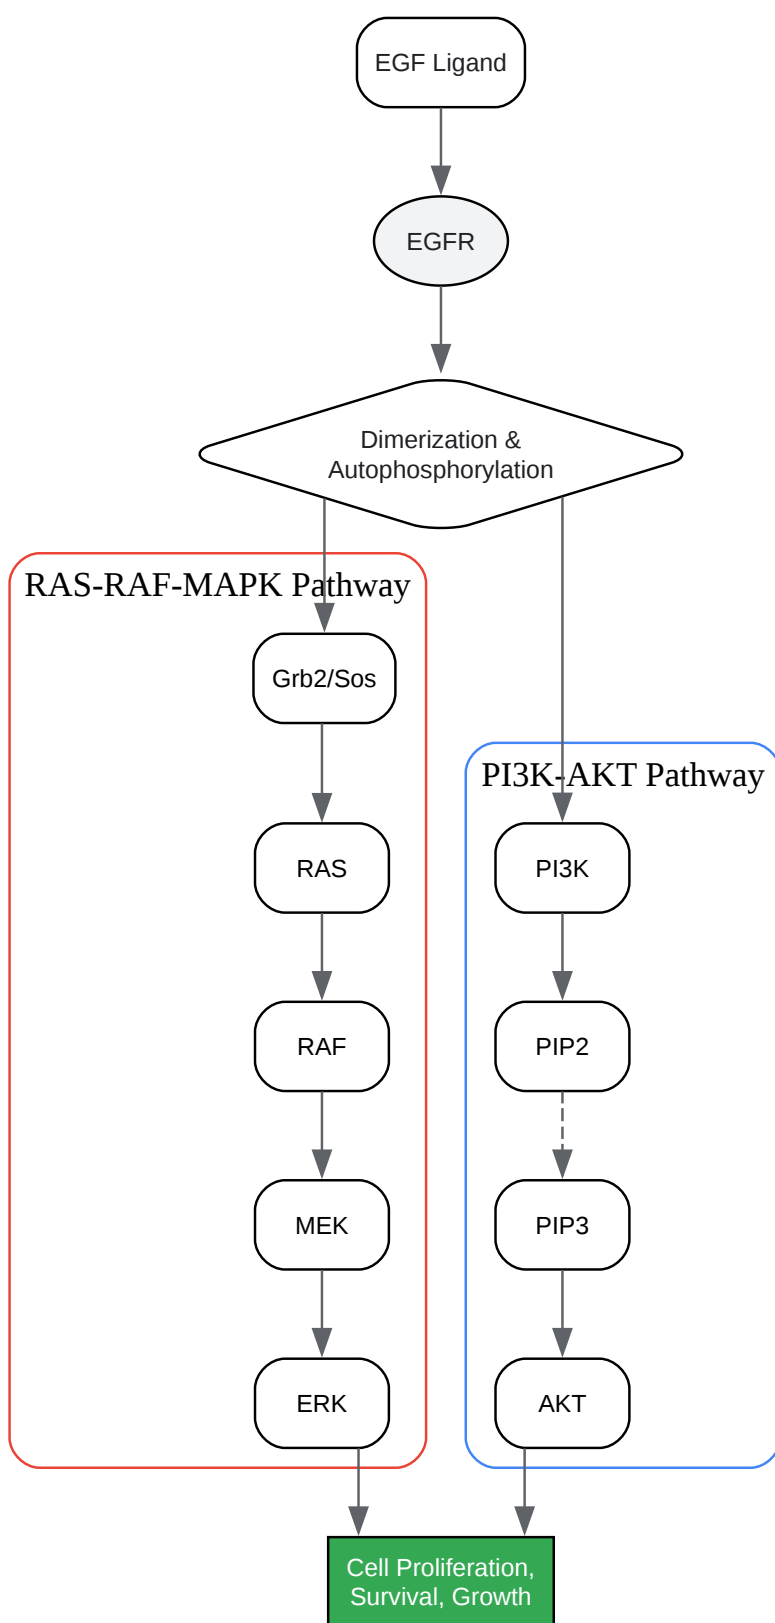 EGF Ligand
EGFR
Dimerization &
Autophosphorylation
RAS-RAF-MAPK Pathway
Grb2/Sos
RAS
RAF
MEK
ERK
PI3K-AKT Pathway
PI3K
PIP2
PIP3
AKT
Cell Proliferation,
Survival, Growth